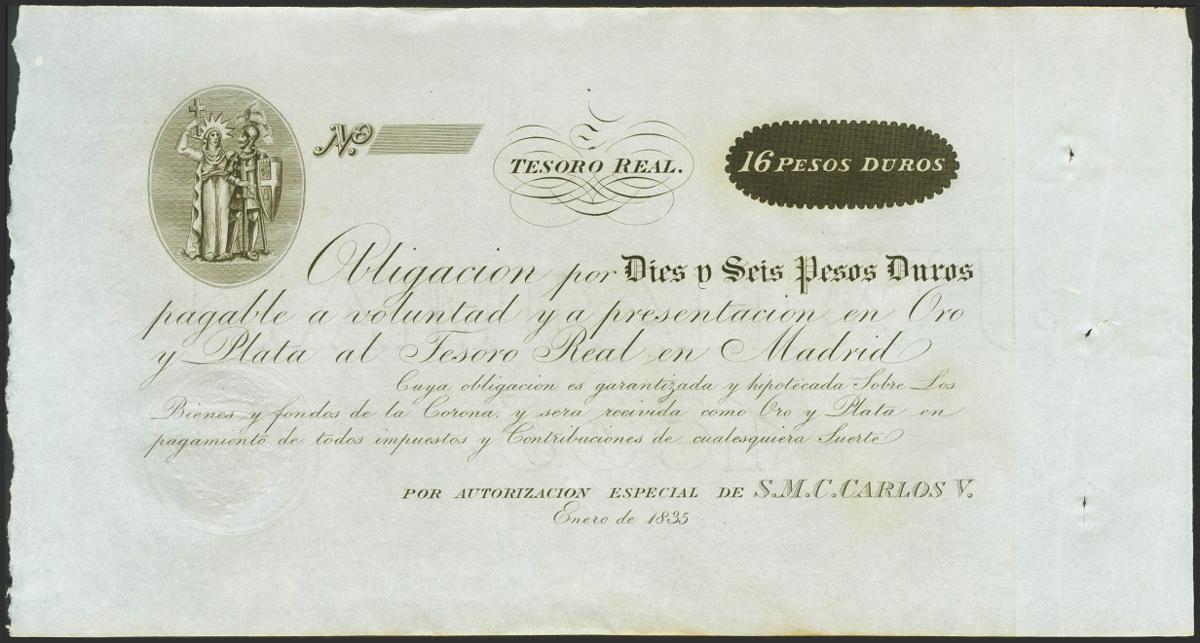 Nº.
TESORO REAL.
16 PESOS DUROS
Obligacion por Dies y Seis Pesos Duros
pagable a voluntad y a presentacion en Oro
y Plata al Tesoro Real en Madrid
Cuya obligacion es garantizada y hipotécada Sobre Los
Bienes y fondos de la Corona, y sera recivida como Oro y Plata en
pagamiento de todos impuestos y Contribuciones de cualesquiera Suerte
POR AUTORIZACION ESPECIAL DE S.M.C. CARLOS V.
Enero de 1835